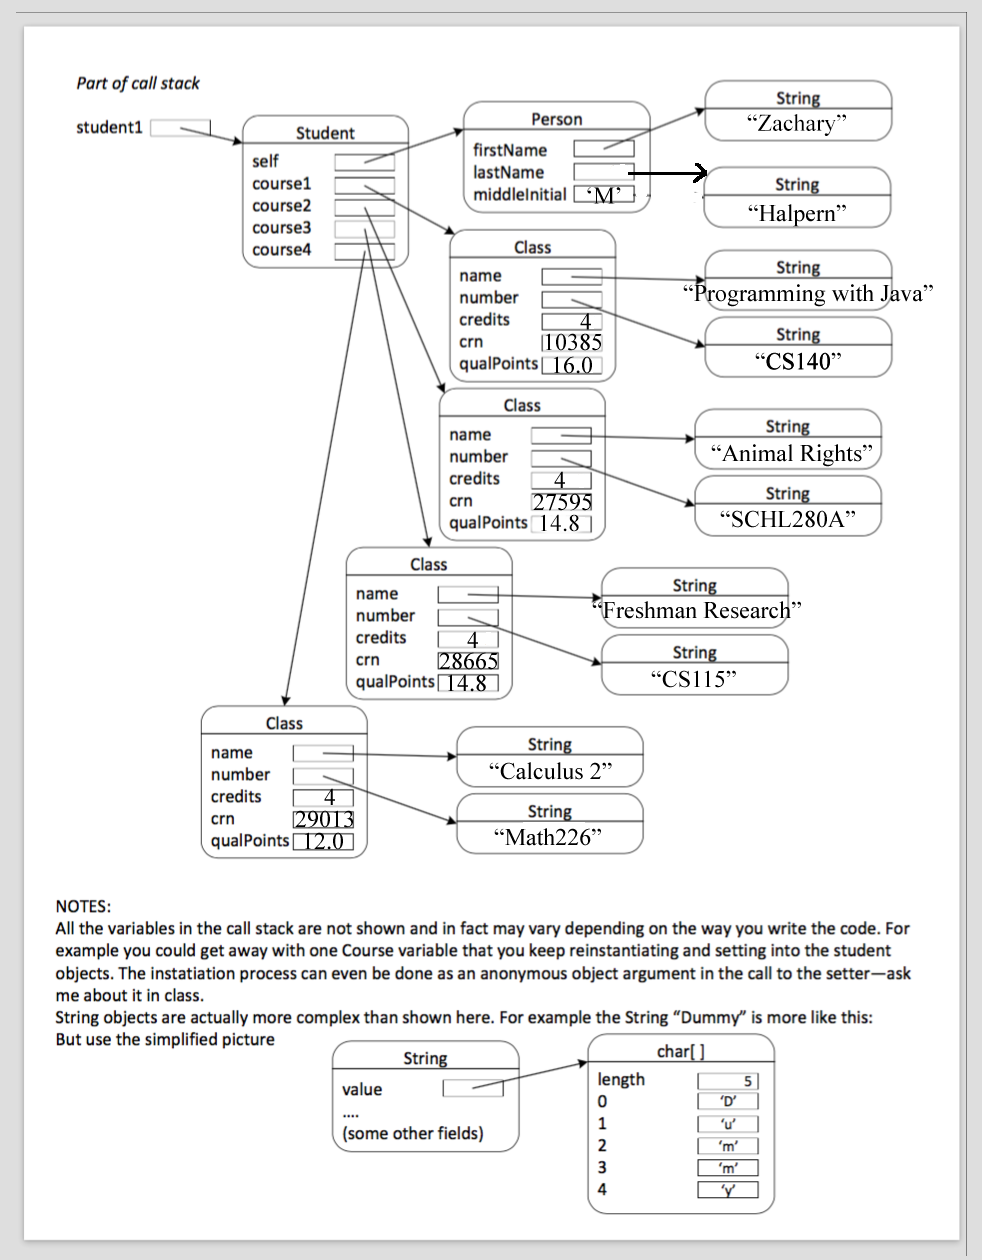 Part of call stack
student1
Student
self
course1
course2
course3
course4
Person
firstName
lastName
middleInitial ‘M’
String
“Zachary”
String
“Halpern”
Class
name
number
credits 4
crn 10385
qualPoints 16.0
String
“Programming with Java”
String
“CS140”
Class
name
number
credits 4
crn 27595
qualPoints 14.8
String
“Animal Rights”
String
“SCHL280A”
Class
name
number
credits 4
crn 28665
qualPoints 14.8
String
“Freshman Research”
String
“CS115”
Class
name
number
credits 4
crn 29013
qualPoints 12.0
String
“Calculus 2”
String
“Math226”
NOTES:
All the variables in the call stack are not shown and in fact may vary depending on the way you write the code. For
example you could get away with one Course variable that you keep reinstantiating and setting into the student
objects. The instatiation process can even be done as an anonymous object argument in the call to the setter—ask
me about it in class.
String objects are actually more complex than shown here. For example the String “Dummy” is more like this:
But use the simplified picture
String
value
....
(some other fields)
char[ ]
length 5
0 ‘D’
1 ‘u’
2 ‘m’
3 ‘m’
4 ‘y’